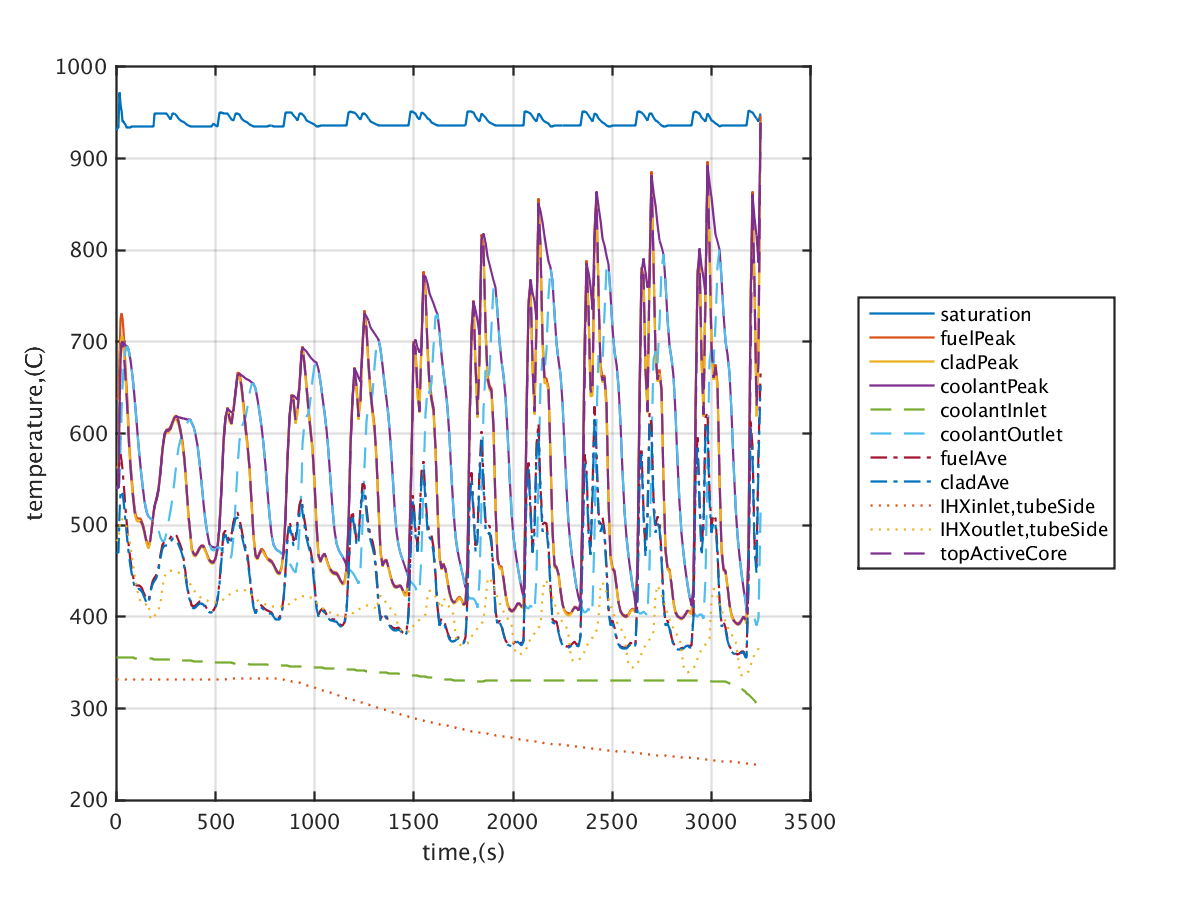 1000
900
800
700
600
500
400
300
200
temperature,(C)
0 500 1000 1500 2000 2500 3000 3500
time,(s)
saturation
fuelPeak
cladPeak
coolantPeak
coolantInlet
coolantOutlet
fuelAve
cladAve
IHXinlet,tubeSide
IHXoutlet,tubeSide
topActiveCore